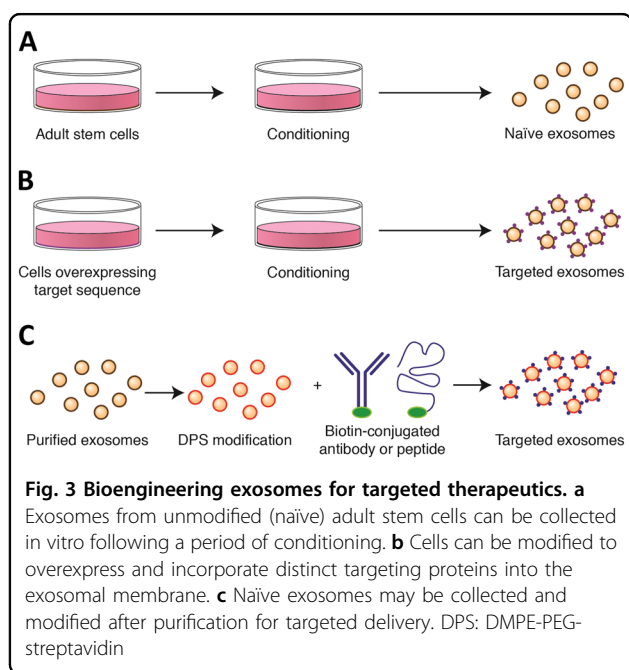 A
Adult stem cells
Conditioning
Naïve exosomes
B
Cells overexpressing
target sequence
Conditioning
Targeted exosomes
C
+
Purified exosomes
DPS modification
Biotin-conjugated
antibody or peptide
Targeted exosomes
Fig. 3 Bioengineering exosomes for targeted therapeutics. a
Exosomes from unmodified (naïve) adult stem cells can be collected
in vitro following a period of conditioning. b Cells can be modified to
overexpress and incorporate distinct targeting proteins into the
exosomal membrane. c Naïve exosomes may be collected and
modified after purification for targeted delivery. DPS: DMPE-PEG-
streptavidin